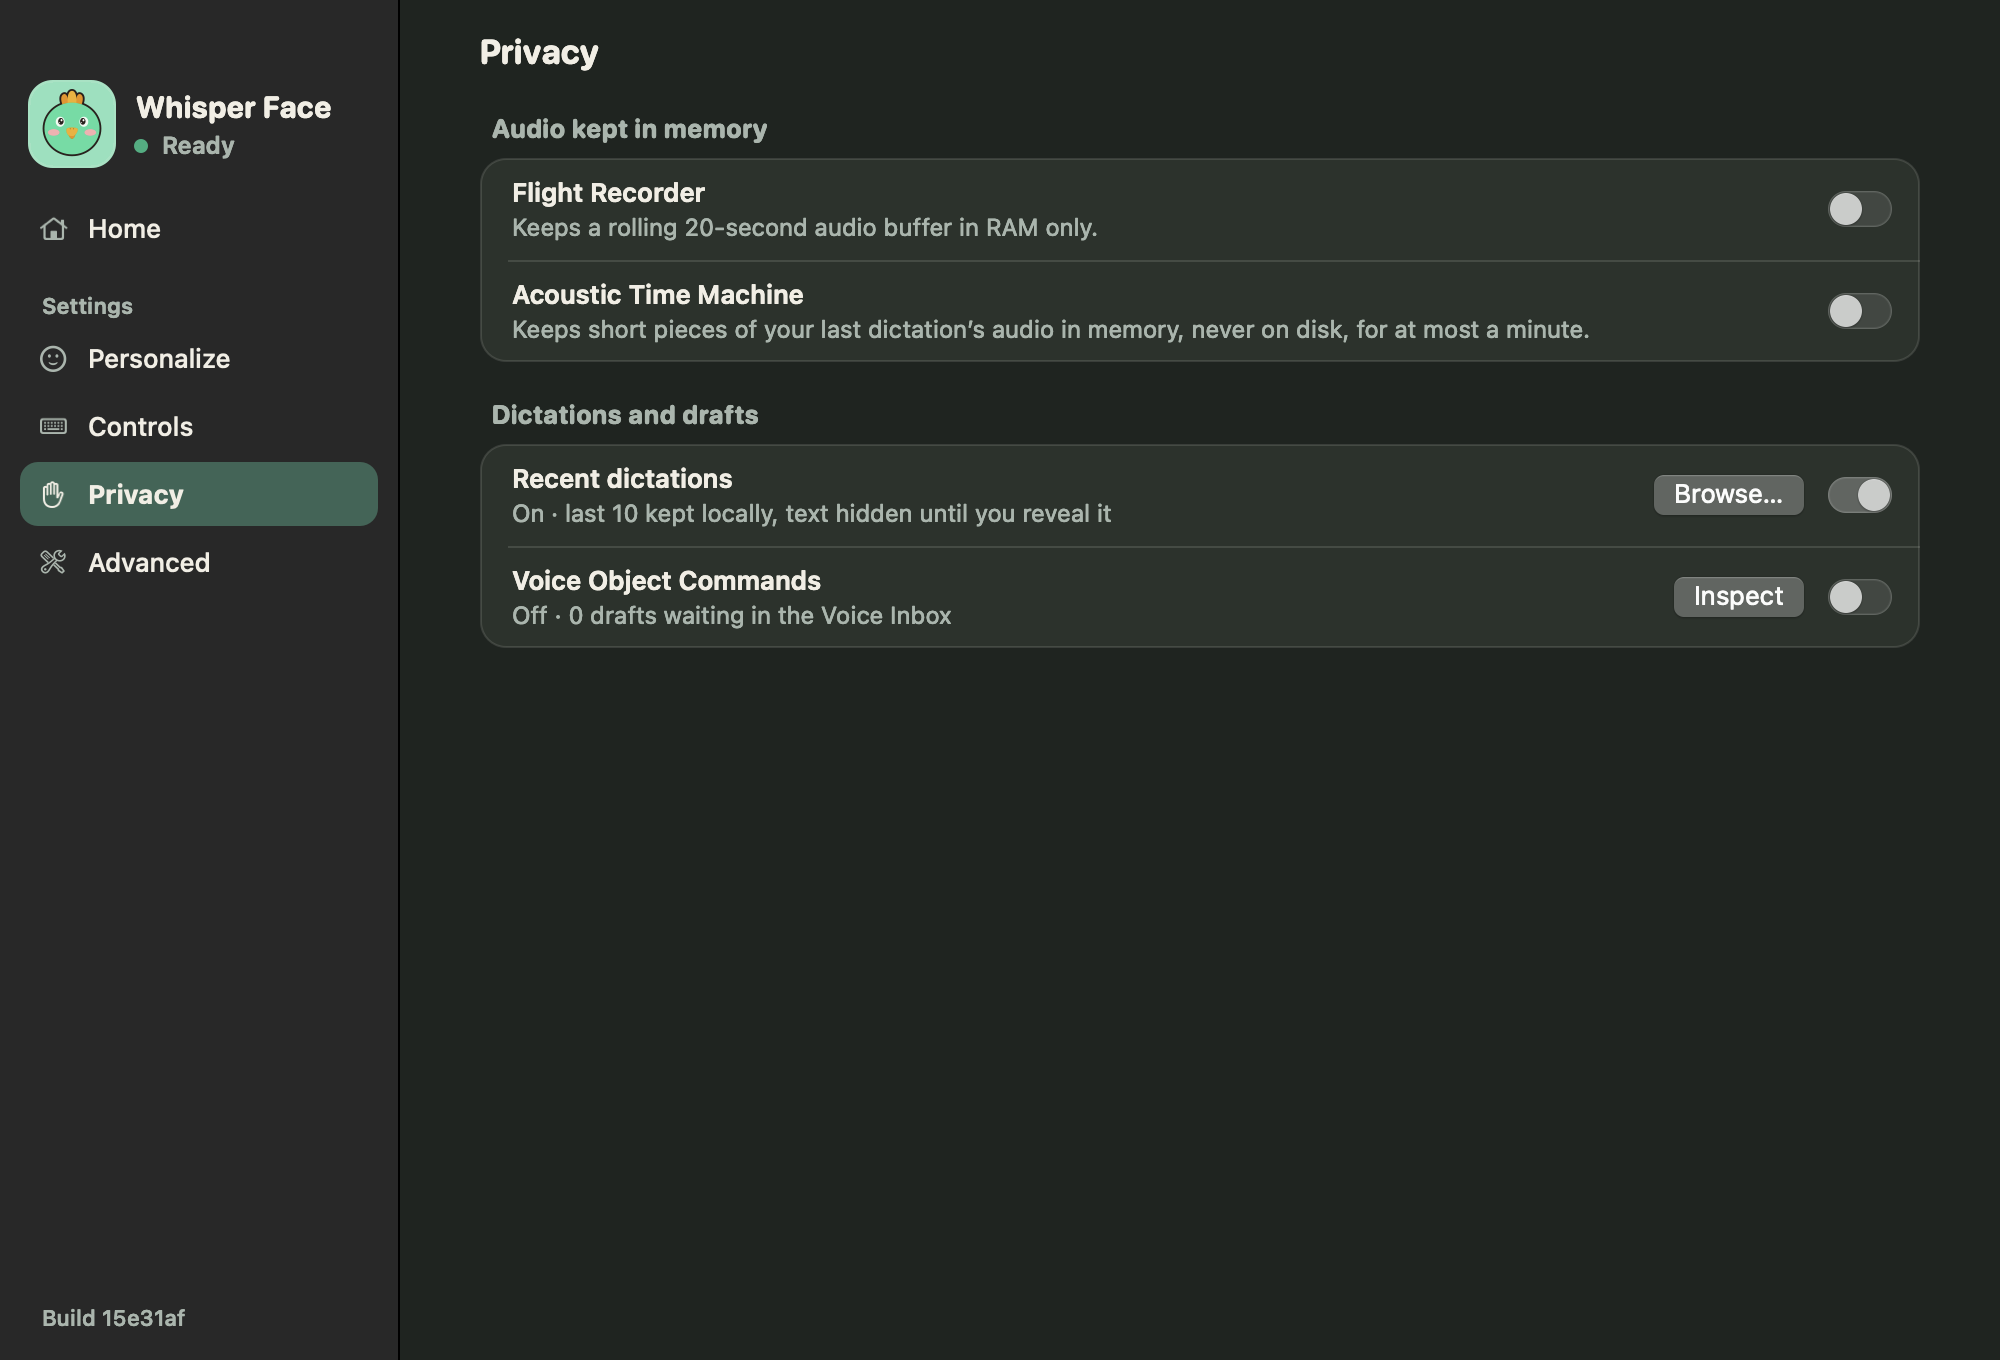 Whisper Face
Ready
Home
Settings
Personalize
Controls
Privacy
Advanced
Build 15e31af
Privacy
Audio kept in memory
Flight Recorder
Keeps a rolling 20-second audio buffer in RAM only.
Acoustic Time Machine
Keeps short pieces of your last dictation’s audio in memory, never on disk, for at most a minute.
Dictations and drafts
Recent dictations
On · last 10 kept locally, text hidden until you reveal it
Browse...
Voice Object Commands
Off · 0 drafts waiting in the Voice Inbox
Inspect